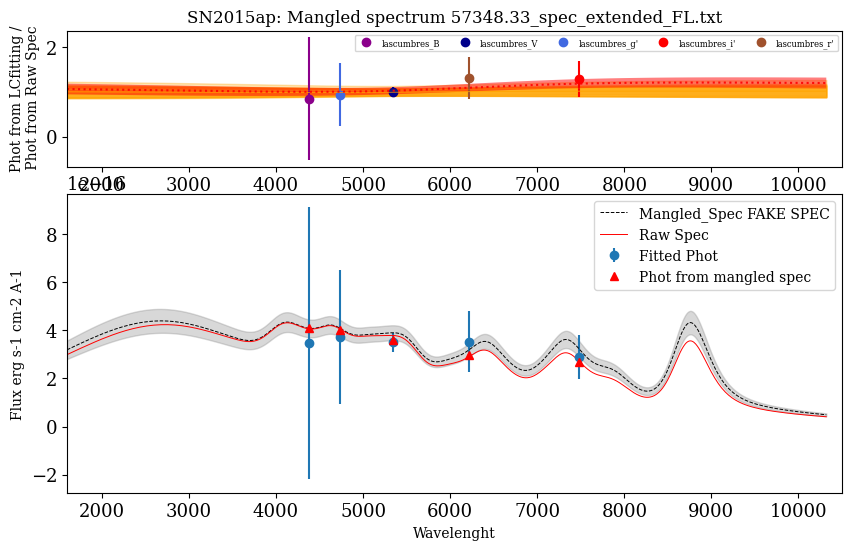 SN2015ap: Mangled spectrum 57348.33_spec_extended_FL.txt
Phot from LCfitting /
Phot from Raw Spec
lascumbres_B
lascumbres_V
lascumbres_g'
lascumbres_i'
lascumbres_r'
2
0
2000 3000 4000 5000 6000 7000 8000 9000 10000
1e−16
Mangled_Spec FAKE SPEC
Raw Spec
Fitted Phot
Phot from mangled spec
Flux erg s-1 cm-2 A-1
8
6
4
2
0
−2
2000 3000 4000 5000 6000 7000 8000 9000 10000
Wavelenght